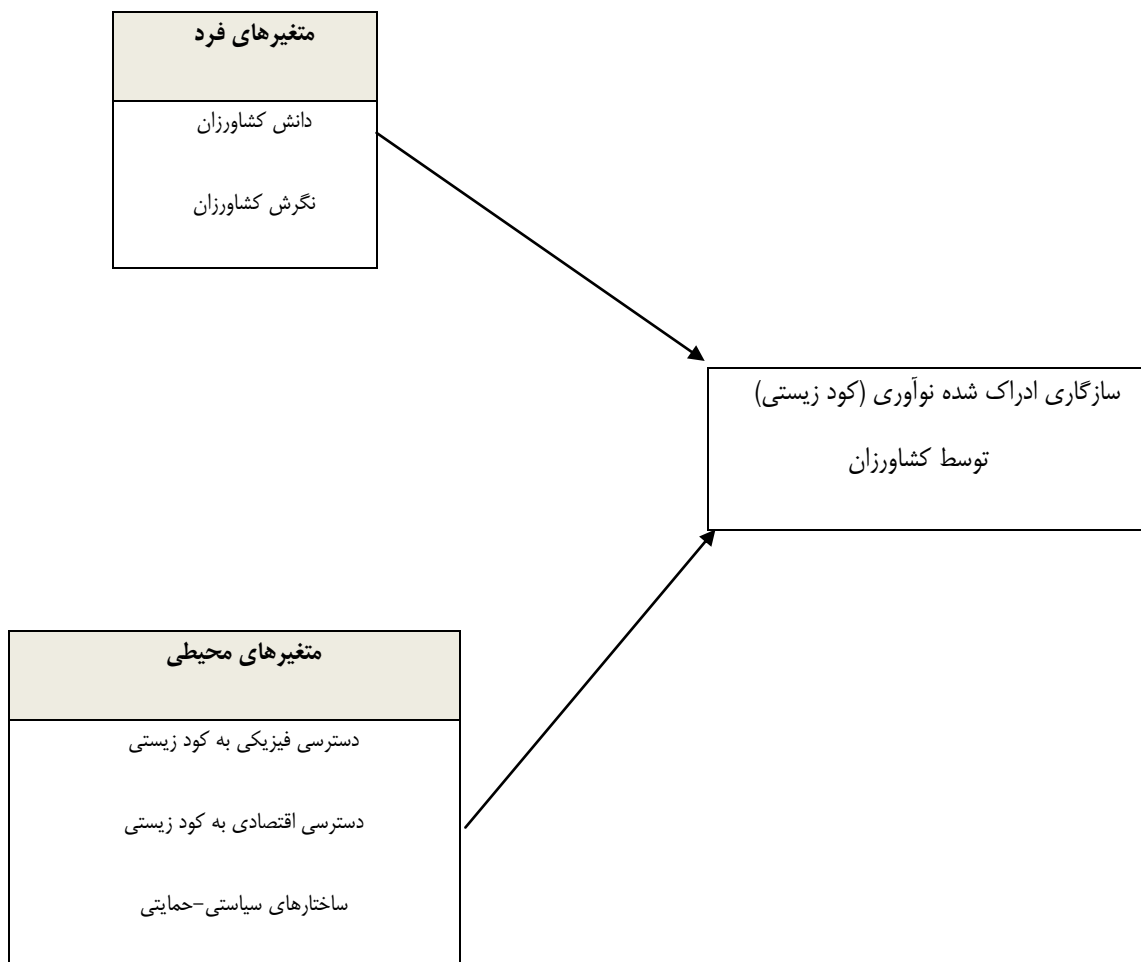 متغیرهای فرد
دانش کشاورزان
نگرش کشاورزان
سازگاری ادراک شده نوآوری (کود زیستی)
توسط کشاورزان
متغیرهای محیطی
دسترسی فیزیکی به کود زیستی
دسترسی اقتصادی به کود زیستی
ساختارهای سیاستی-حمایتی